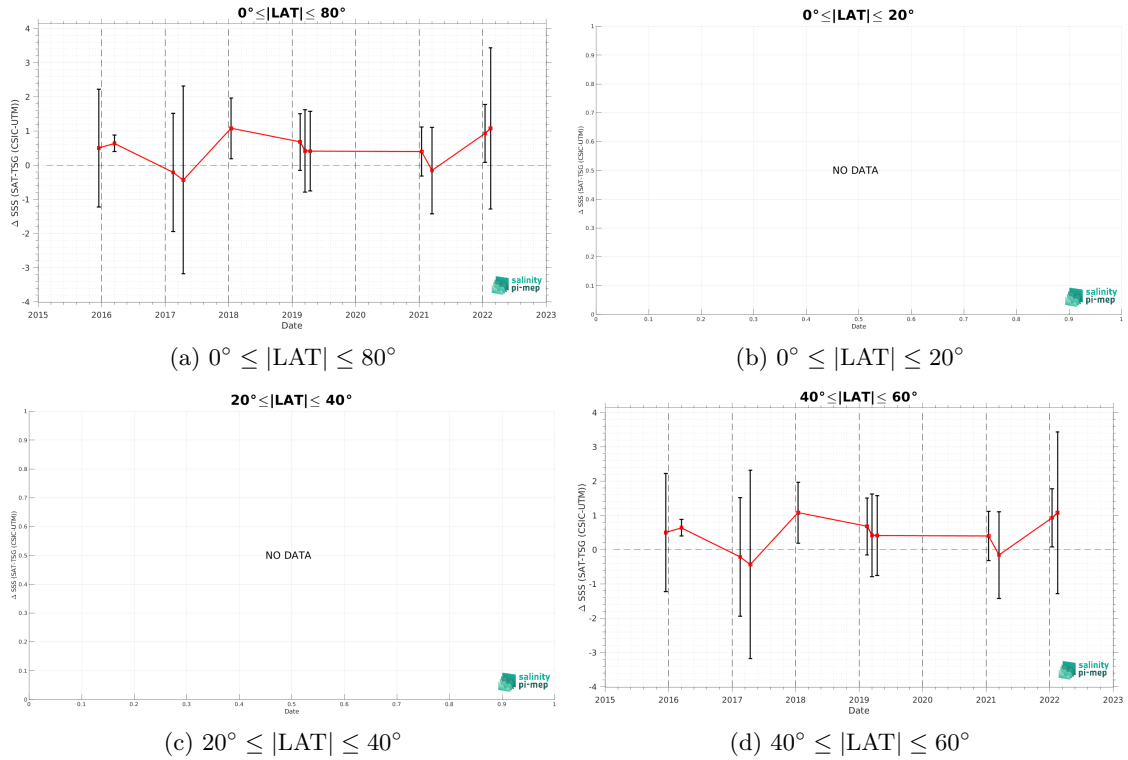 0°≤|LAT|≤ 80°
Δ SSS (SAT-TSG (CSIC-UTM))
4
3
2
1
0
-1
-2
-3
-4
2015 2016 2017 2018 2019 2020 2021 2022 2023
Date
salinity
pi-mep
(a) 0° ≤ |LAT| ≤ 80°
0°≤|LAT|≤ 20°
Δ SSS (SAT-TSG (CSIC-UTM))
1
0.9
0.8
0.7
0.6
0.5
0.4
0.3
0.2
0.1
0
NO DATA
0 0.1 0.2 0.3 0.4 0.5 0.6 0.7 0.8 0.9 1
Date
salinity
pi-mep
(b) 0° ≤ |LAT| ≤ 20°
20°≤|LAT|≤ 40°
Δ SSS (SAT-TSG (CSIC-UTM))
1
0.9
0.8
0.7
0.6
0.5
0.4
0.3
0.2
0.1
0
NO DATA
0 0.1 0.2 0.3 0.4 0.5 0.6 0.7 0.8 0.9 1
Date
salinity
pi-mep
(c) 20° ≤ |LAT| ≤ 40°
40°≤|LAT|≤ 60°
Δ SSS (SAT-TSG (CSIC-UTM))
4
3
2
1
0
-1
-2
-3
-4
2015 2016 2017 2018 2019 2020 2021 2022 2023
Date
salinity
pi-mep
(d) 40° ≤ |LAT| ≤ 60°